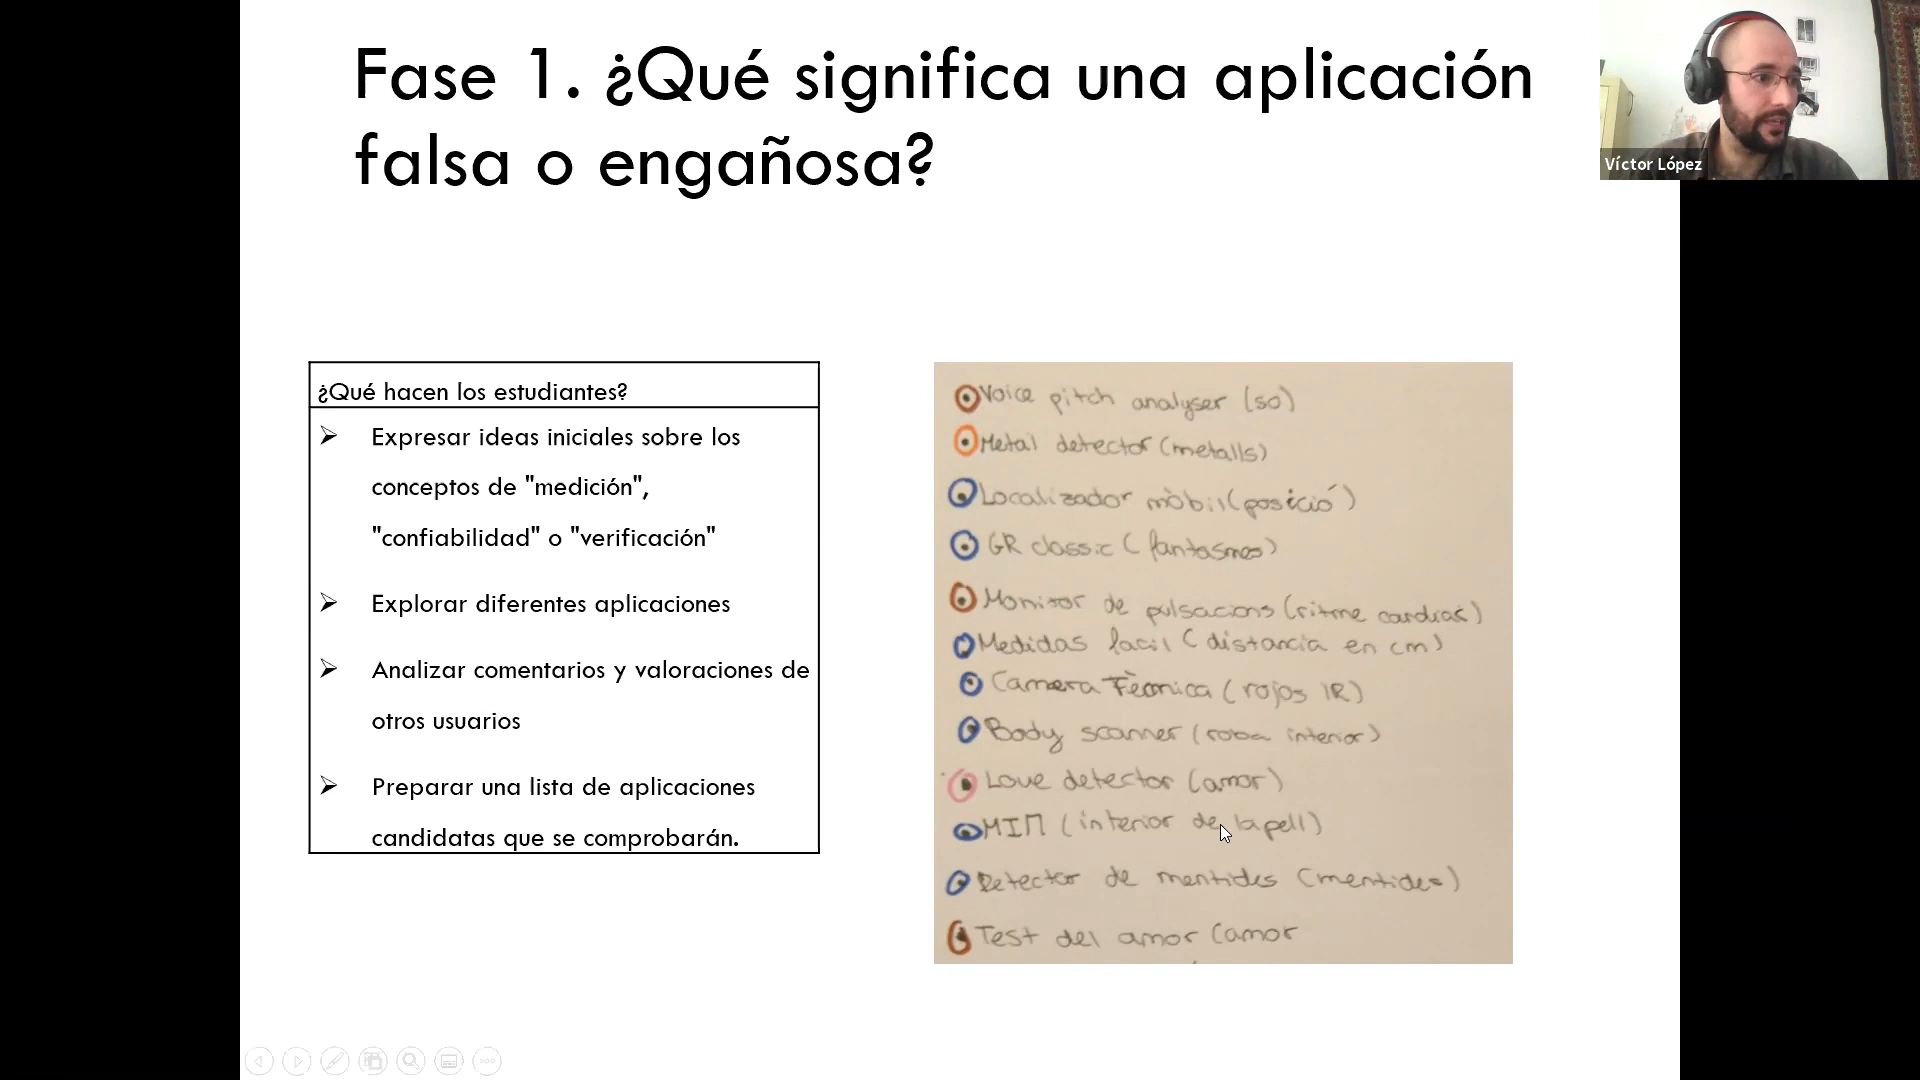 Fase 1. ¿Qué significa una aplicación
falsa o engañosa?
Víctor López
¿Qué hacen los estudiantes?
Expresar ideas iniciales sobre los
conceptos de "medición",
"confiabilidad" o "verificación"
Explorar diferentes aplicaciones
Analizar comentarios y valoraciones de
otros usuarios
Preparar una lista de aplicaciones
candidatas que se comprobarán.
Voice pitch analyser (so)
Metal detector (metalls)
Localizador mòbil (posició)
GR classic (fantasmes)
Monitor de pulsacions (ritme cardíac)
Medidas facil (distancia en cm)
Camera Tèrmica (rojos IR)
Body scanner (roba interior)
Love detector (amor)
(interior de la pell)
Detector de mentides (mentides)
Test del amor (amor